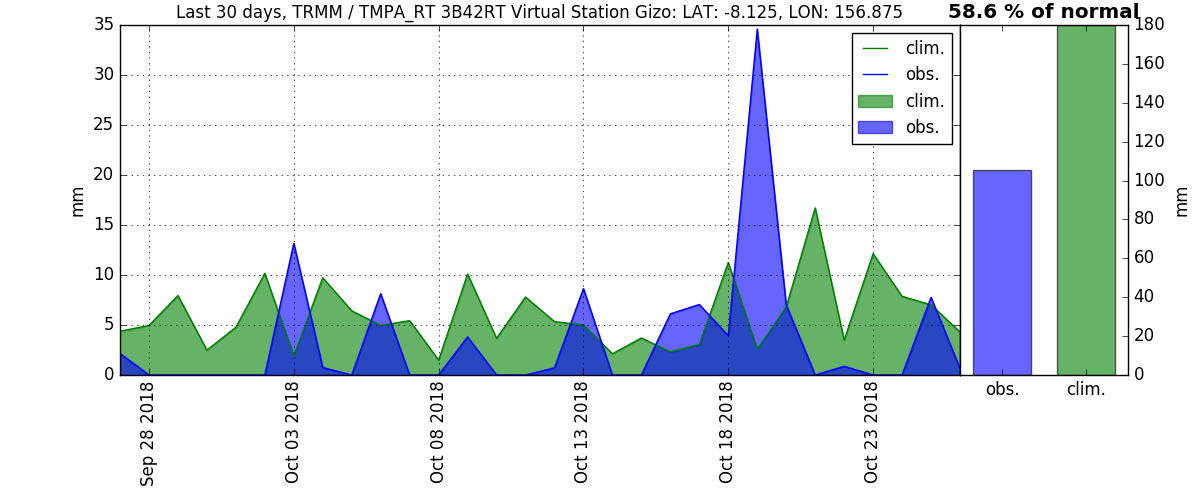 Last 30 days, TRMM / TMPA_RT 3B42RT Virtual Station Gizo: LAT: -8.125, LON: 156.875
58.6 % of normal
35
30
25
20
15
10
5
0
mm
clim.
obs.
clim.
obs.
Sep 28 2018
Oct 03 2018
Oct 08 2018
Oct 13 2018
Oct 18 2018
Oct 23 2018
180
160
140
120
100
80
60
40
20
0
mm
obs.
clim.